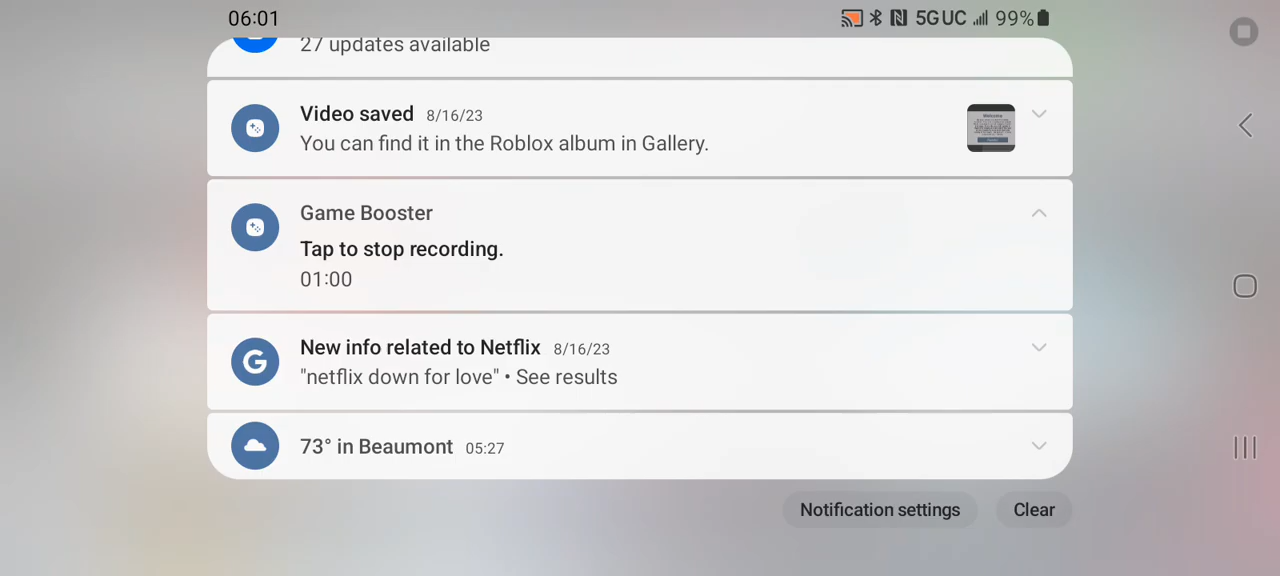 06:01 5GUC 99%
27 updates available
Video saved 8/16/23
You can find it in the Roblox album in Gallery.
Game Booster
Tap to stop recording.
01:00
New info related to Netflix 8/16/23
"netflix down for love" • See results
73° in Beaumont 05:27
Notification settings Clear